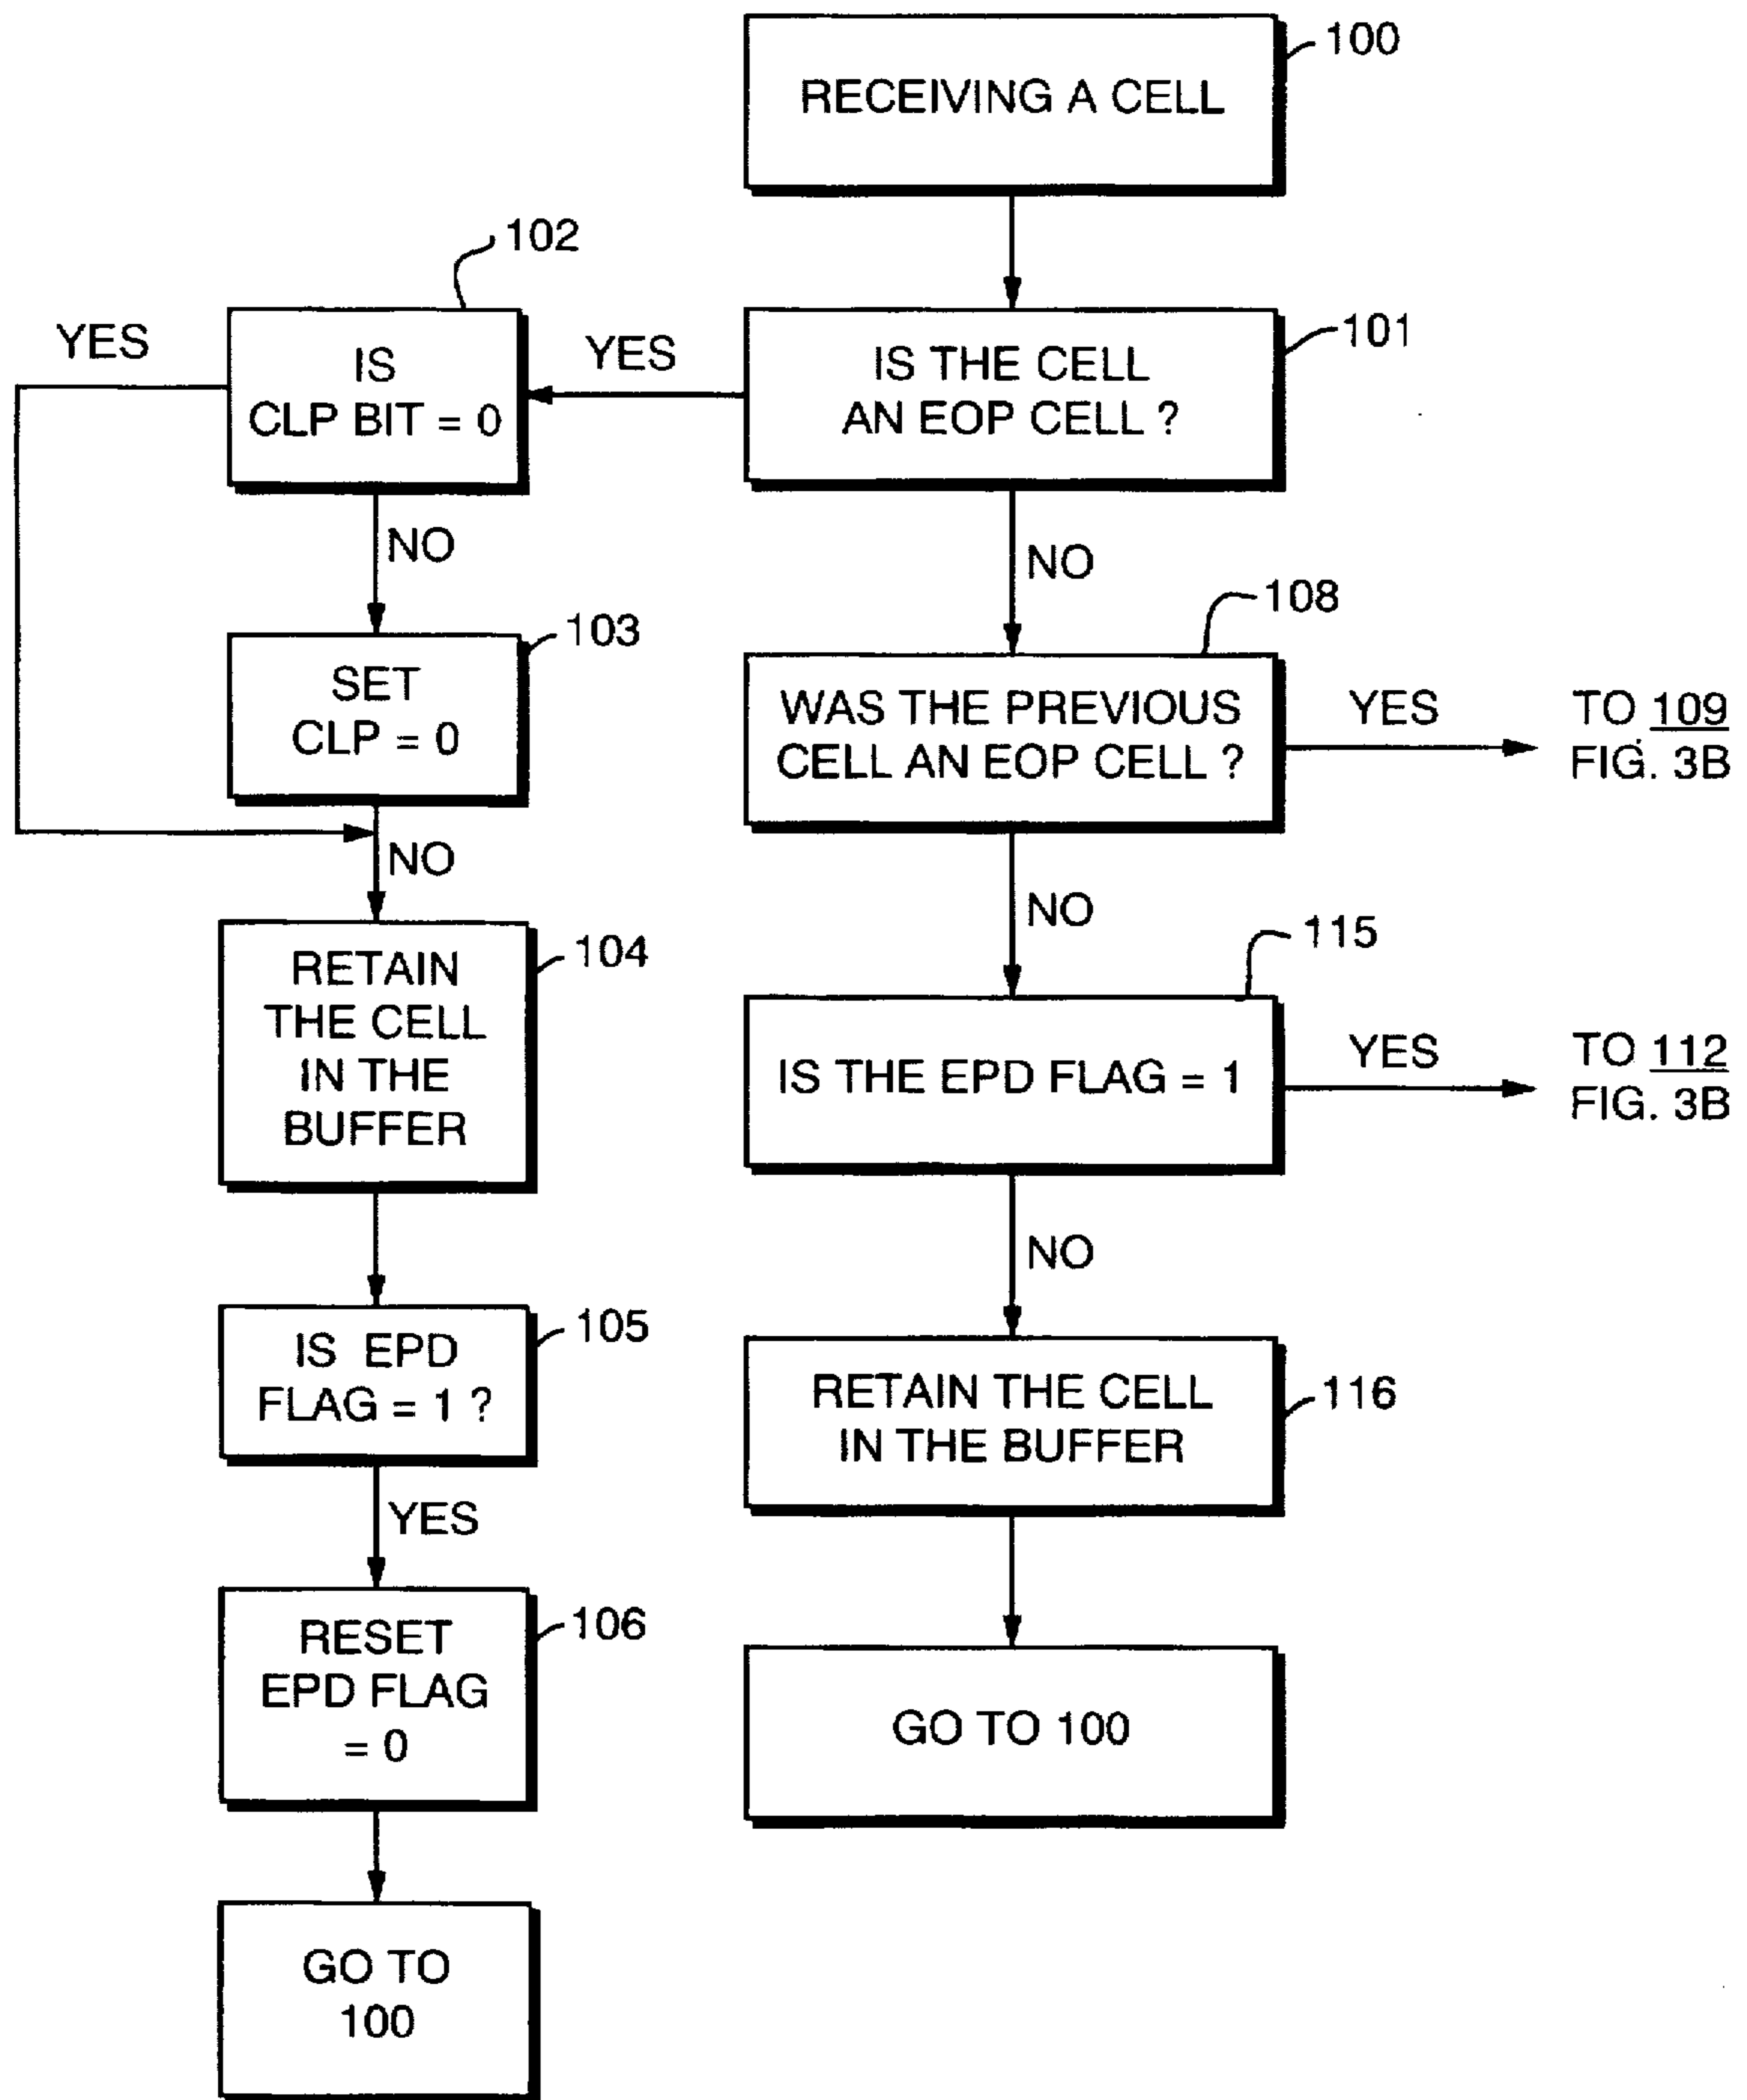 100
RECEIVING A CELL
102
YES
IS
CLP BIT = 0
YES
101
IS THE CELL
AN EOP CELL ?
NO
NO
103
SET
CLP = 0
108
WAS THE PREVIOUS
CELL AN EOP CELL ?
YES
TO 109
FIG. 3B
NO
NO
104
RETAIN
THE CELL
IN THE
BUFFER
115
IS THE EPD FLAG = 1
YES
TO 112
FIG. 3B
NO
105
IS EPD
FLAG = 1 ?
116
RETAIN THE CELL
IN THE BUFFER
YES
106
RESET
EPD FLAG
= 0
GO TO 100
GO TO
100